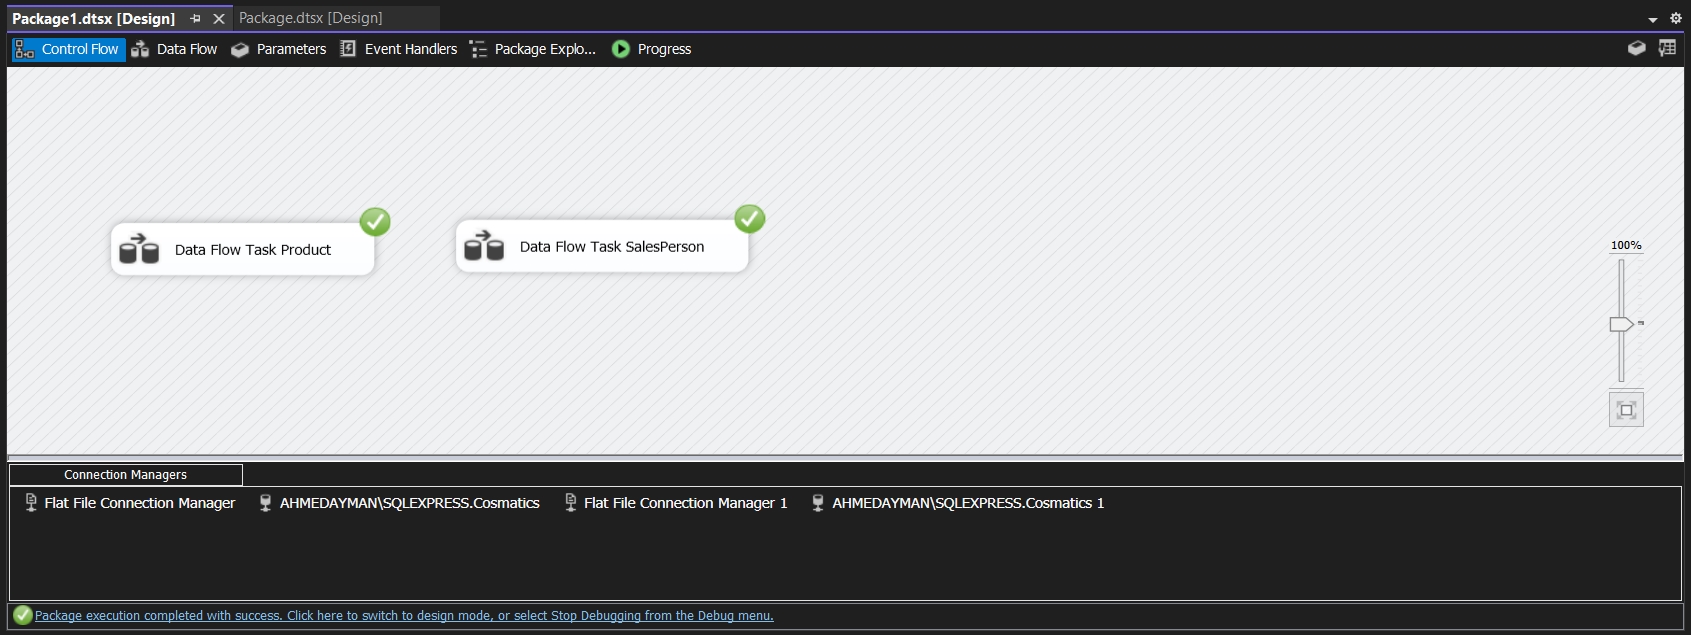 Package1.dtsx [Design] Package.dtsx [Design]
Control Flow Data Flow Parameters Event Handlers Package Explo... Progress
Data Flow Task Product
Data Flow Task SalesPerson
100%
Connection Managers
Flat File Connection Manager AHMEDAYMAN\SQLEXPRESS.Cosmatics Flat File Connection Manager 1 AHMEDAYMAN\SQLEXPRESS.Cosmatics 1
Package execution completed with success. Click here to switch to design mode, or select Stop Debugging from the Debug menu.